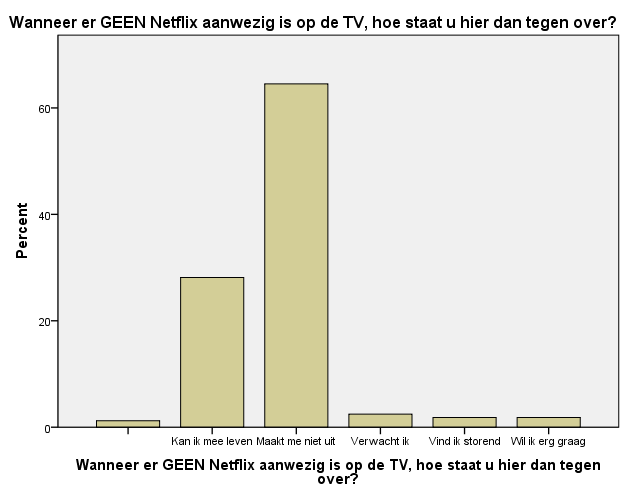 Wanneer er GEEN Netflix aanwezig is op de TV, hoe staat u hier dan tegen over?
Percent
60
40
20
0
Kan ik mee leven Maakt me niet uit Verwacht ik Vind ik storend Wil ik erg graag
Wanneer er GEEN Netflix aanwezig is op de TV, hoe staat u hier dan tegen
over?